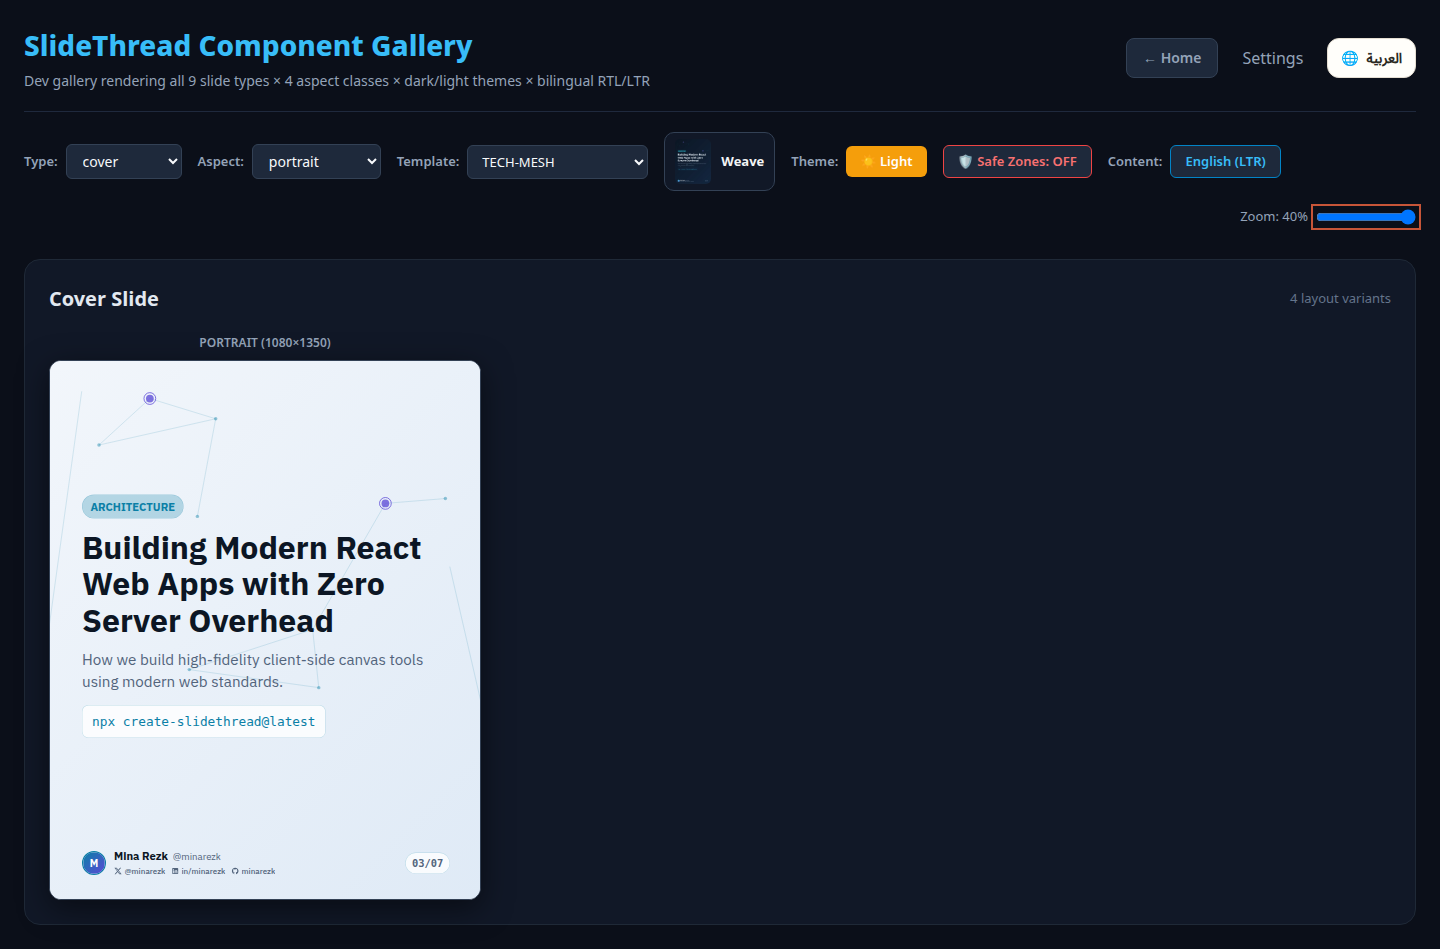 SlideThread Component Gallery
Dev gallery rendering all 9 slide types × 4 aspect classes × dark/light themes × bilingual RTL/LTR
← Home
Settings
🌐 العربية
Type: cover
Aspect: portrait
Template: TECH-MESH
Weave
Theme: ☀️ Light
🛡️ Safe Zones: OFF
Content: English (LTR)
Zoom: 40%
Cover Slide
4 layout variants
PORTRAIT (1080×1350)
ARCHITECTURE
Building Modern React
Web Apps with Zero
Server Overhead
How we build high-fidelity client-side canvas tools
using modern web standards.
npx create-slidethread@latest
M
Mina Rezk @minarezk
@minarezk in/minarezk minarezk
03/07